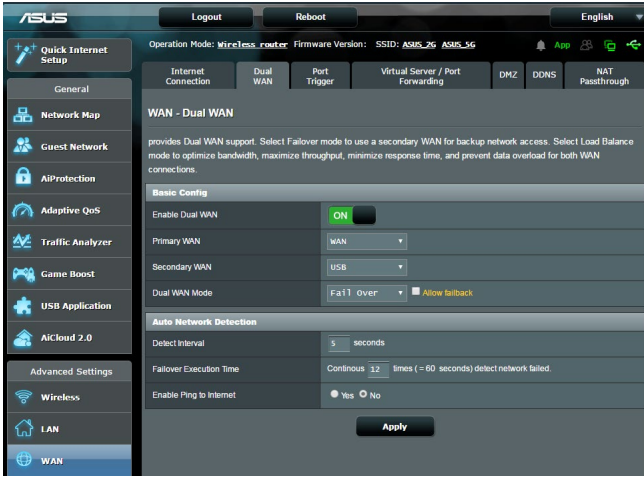 ASUS
Logout
Reboot
English
Quick Internet
Setup
Operation Mode: Wireless router Firmware Version: SSID: ASUS_2G ASUS_5G
App
General
Network Map
Guest Network
AiProtection
Adaptive QoS
Traffic Analyzer
Game Boost
USB Application
AiCloud 2.0
Advanced Settings
Wireless
LAN
WAN
Internet
Connection
Dual
WAN
Port
Trigger
Virtual Server / Port
Forwarding
DMZ
DDNS
NAT
Passthrough
WAN - Dual WAN
provides Dual WAN support. Select Failover mode to use a secondary WAN for backup network access. Select Load Balance
mode to optimize bandwidth, maximize throughput, minimize response time, and prevent data overload for both WAN
connections.
Basic Config
Enable Dual WAN
ON
Primary WAN
WAN
Secondary WAN
USB
Dual WAN Mode
Fail Over
Allow failback
Auto Network Detection
Detect Interval
5 seconds
Failover Execution Time
Continous 12 times ( = 60 seconds) detect network failed.
Enable Ping to Internet
Yes No
Apply